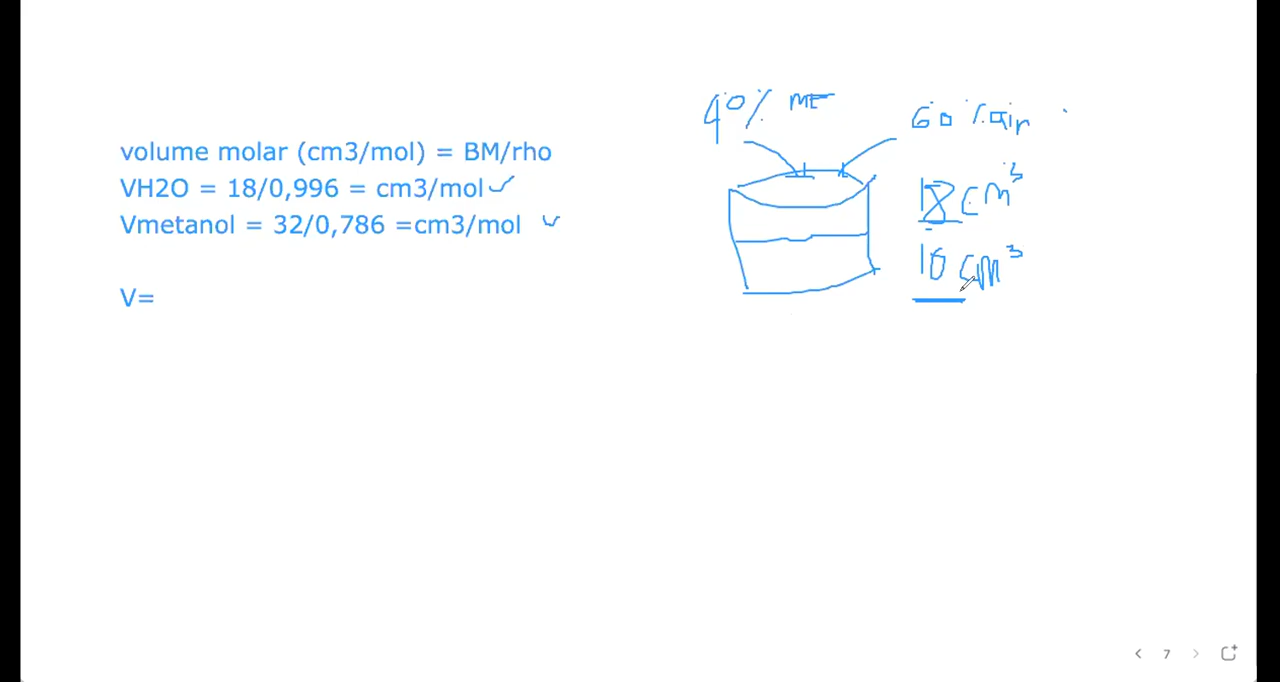 volume molar (cm3/mol) = BM/rho
VH2O = 18/0,996 = cm3/mol
Vmetanol = 32/0,786 =cm3/mol
V=
40% ME
60% air
18 cm³
10 cm³
7